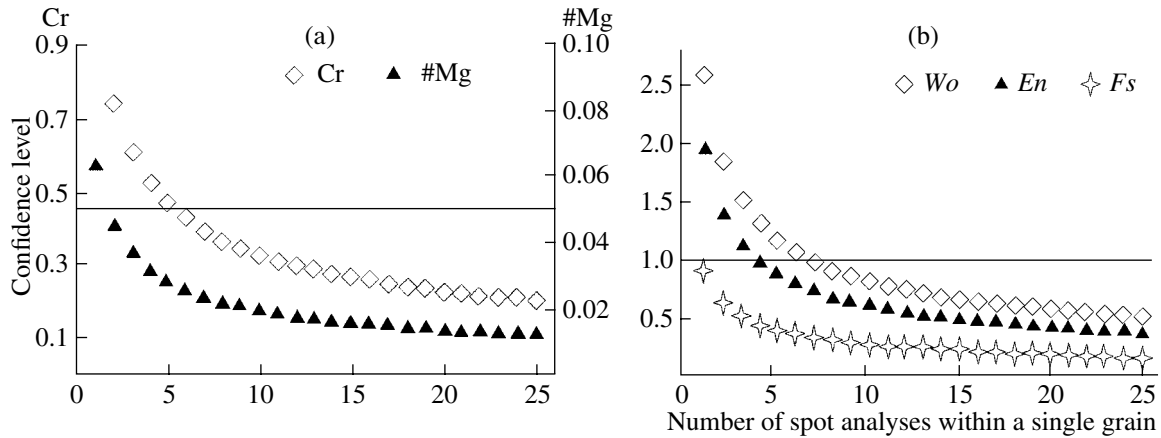 Cr
#Mg
(a)
(b)
0.9
0.7
0.5
0.3
0.1
Confidence level
Cr
#Mg
0.10
0.08
0.06
0.04
0.02
0 5 10 15 20 25
2.5
2.0
1.5
1.0
0.5
Wo En Fs
0 5 10 15 20 25
Number of spot analyses within a single grain